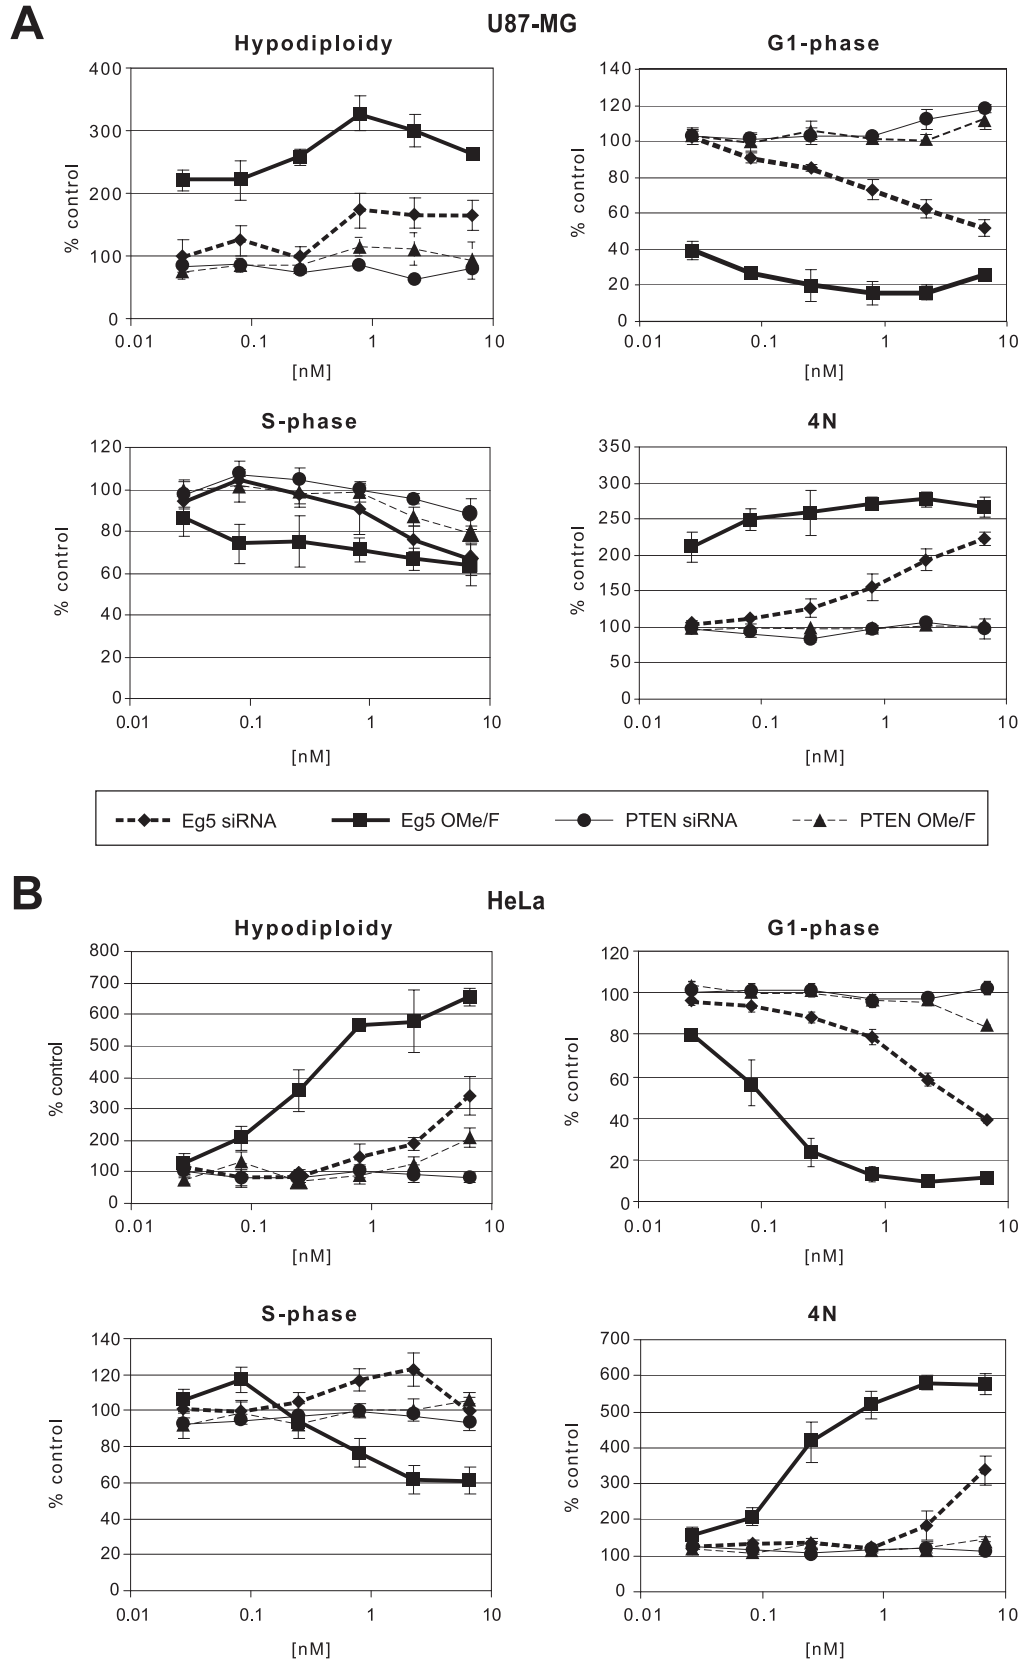 A
U87-MG
Hypodiploidy
400
300
200
100
0
% control
0.01
0.1
1
10
[nM]
G1-phase
140
120
100
80
60
40
20
0
% control
0.01
0.1
1
10
[nM]
S-phase
120
100
80
60
40
20
0
% control
0.01
0.1
1
10
[nM]
4N
350
300
250
200
150
100
50
0
% control
0.01
0.1
1
10
[nM]
Eg5 siRNA
Eg5 OMe/F
PTEN siRNA
PTEN OMe/F
B
HeLa
Hypodiploidy
800
700
600
500
400
300
200
100
0
% control
0.01
0.1
1
10
[nM]
G1-phase
120
100
80
60
40
20
0
% control
0.01
0.1
1
10
[nM]
S-phase
140
120
100
80
60
40
20
0
% control
0.01
0.1
1
10
[nM]
4N
700
600
500
400
300
200
100
0
% control
0.01
0.1
1
10
[nM]